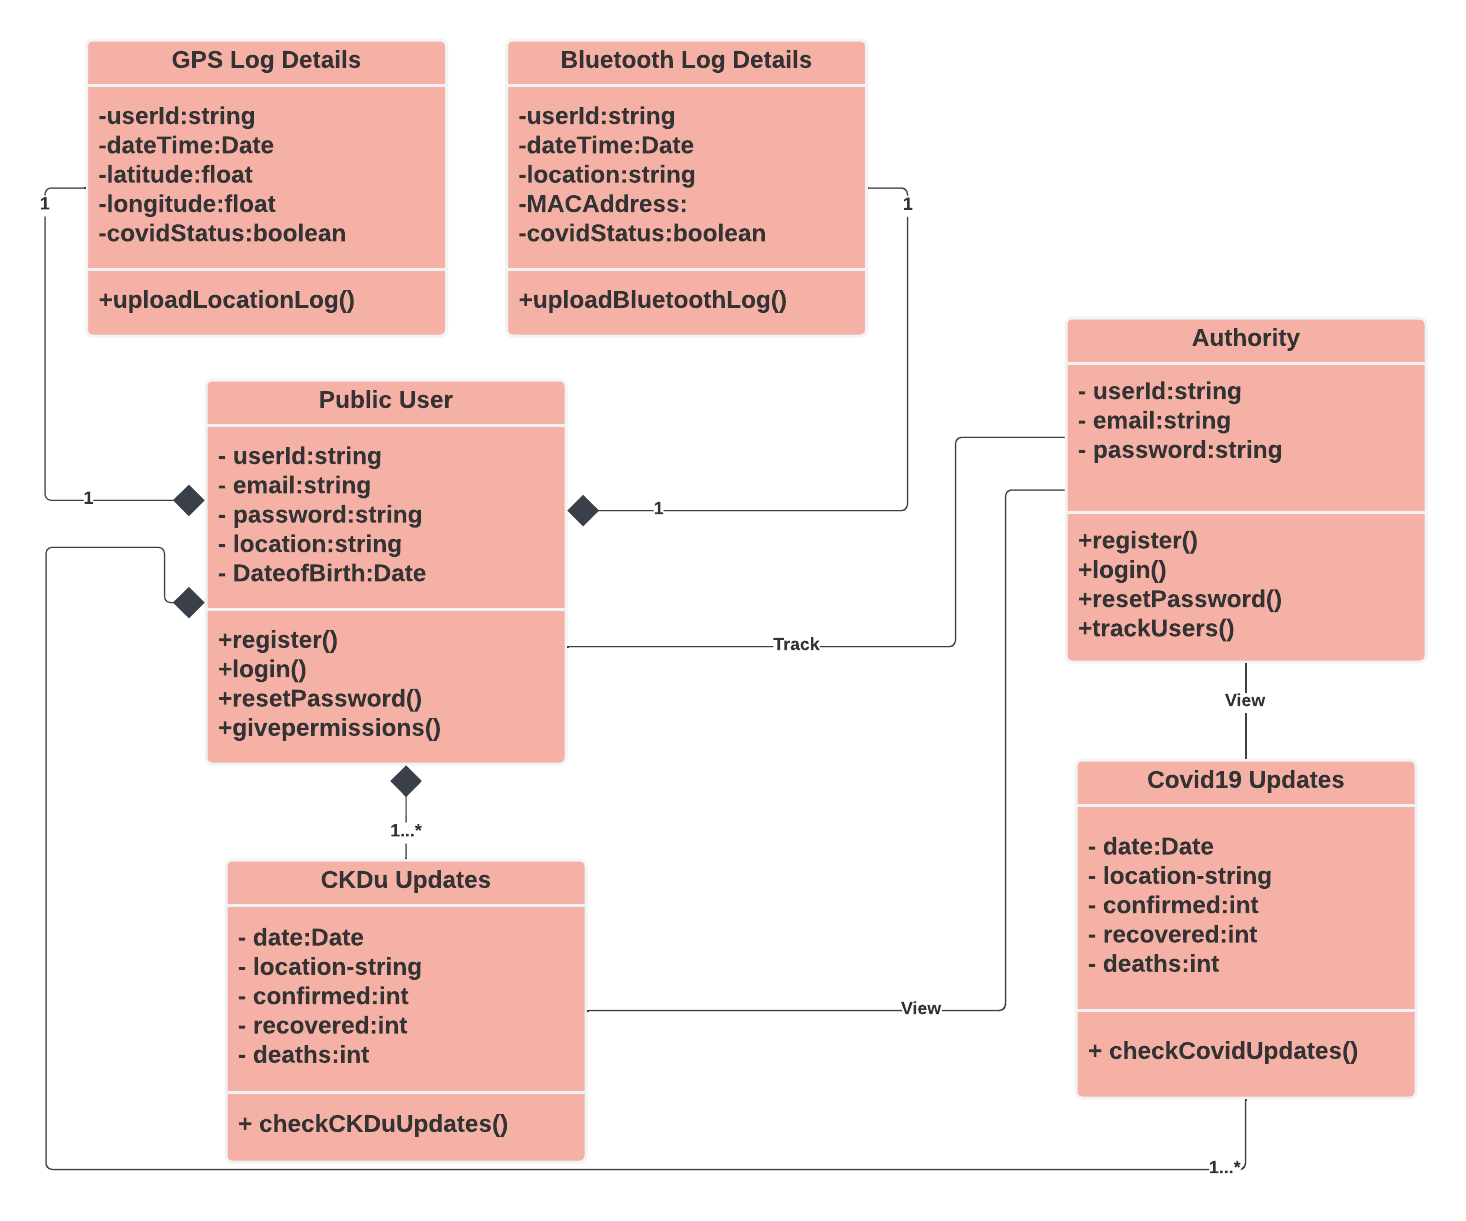 GPS Log Details
-userId:string
-dateTime:Date
-latitude:float
-longitude:float
-covidStatus:boolean
+uploadLocationLog()
Bluetooth Log Details
-userId:string
-dateTime:Date
-location:string
-MACAddress:
-covidStatus:boolean
+uploadBluetoothLog()
1
1
1
1
Public User
- userId:string
- email:string
- password:string
- location:string
- DateofBirth:Date
+register()
+login()
+resetPassword()
+givepermissions()
Authority
- userId:string
- email:string
- password:string
+register()
+login()
+resetPassword()
+trackUsers()
Track
View
1...*
CKDu Updates
- date:Date
- location-string
- confirmed:int
- recovered:int
- deaths:int
+ checkCKDuUpdates()
View
Covid19 Updates
- date:Date
- location-string
- confirmed:int
- recovered:int
- deaths:int
+ checkCovidUpdates()
1...*